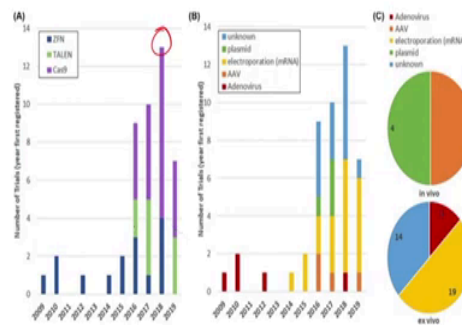 (A)
14
12
10
8
6
4
2
0
Number of Trials (year first registered)
ZFN
TALEN
Cas9
2009
2010
2011
2012
2013
2014
2015
2016
2017
2018
2019
(B)
14
12
10
8
6
4
2
0
Number of Trials (year first registered)
unknown
plasmid
electroporation (mRNA)
AAV
Adenovirus
2009
2010
2011
2012
2013
2014
2015
2016
2017
2018
2019
(C)
Adenovirus
AAV
electroporation (mRNA)
plasmid
unknown
4
in vivo
14
19
ex vivo